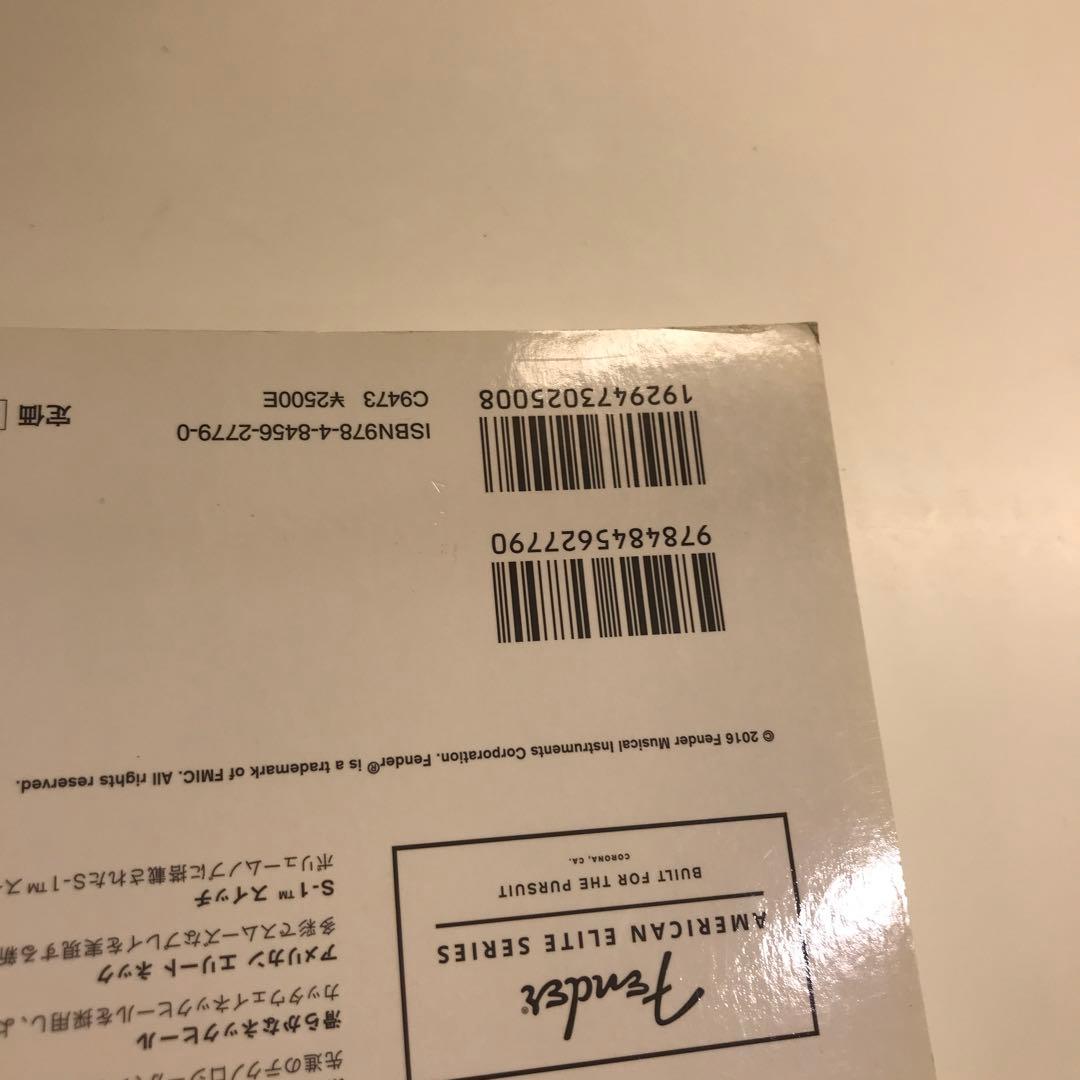 Fender®
AMERICAN ELITE SERIES
BUILT FOR THE PURSUIT
CORONA, CA.
先進のテクノロジー
滑らかなネックヒール
カッタウェイネックヒールを採用し、よ
アメリカン エリート ネック
多彩でスムーズなプレイを実現する新
S-1™ スイッチ
ボリュームノブに搭載されたS-1™ ス
© 2016 Fender Musical Instruments Corporation. Fender® is a trademark of FMIC. All rights reserved.
9784845627790
1929473025008
ISBN978-4-8456-2779-0
C9473 ¥2500E
定価